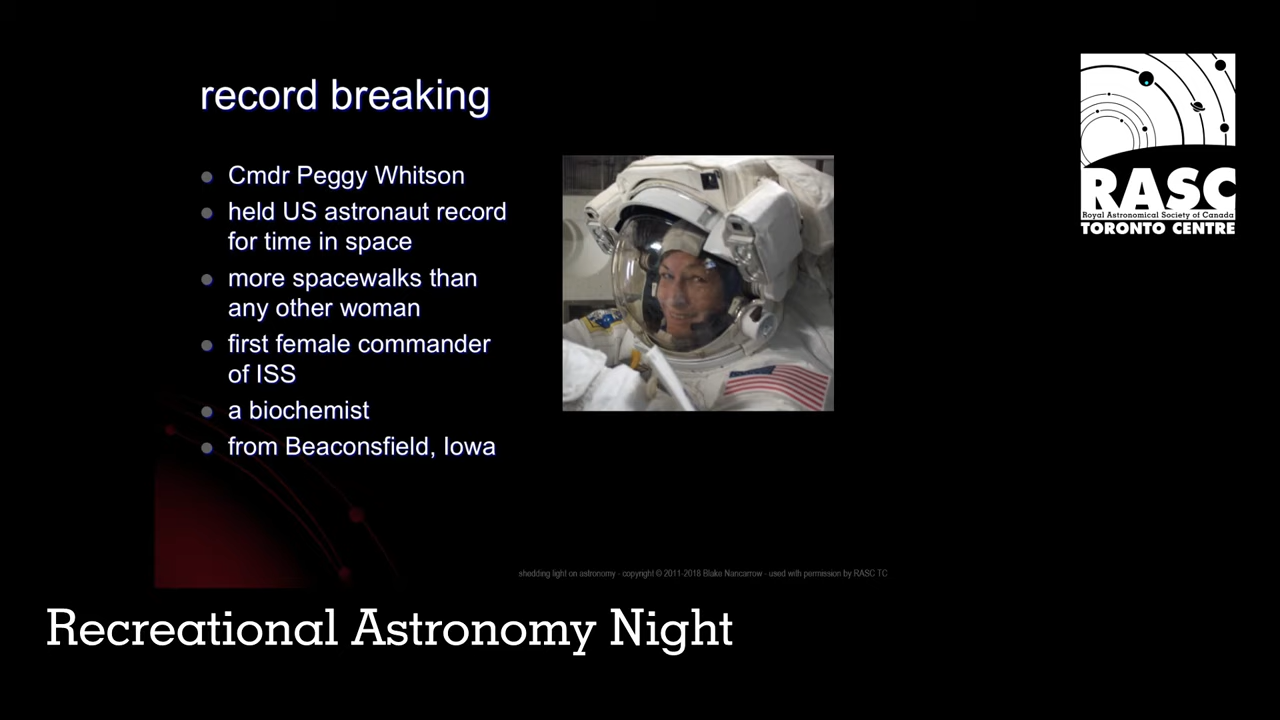 record breaking
Cmdr Peggy Whitson
held US astronaut record
for time in space
more spacewalks than
any other woman
first female commander
of ISS
a biochemist
from Beaconsfield, Iowa
RASC
Royal Astronomical Society of Canada
TORONTO CENTRE
shedding light on astronomy - copyright © 2011-2018 Blake Nancarrow - used with permission by RASC TC
Recreational Astronomy Night